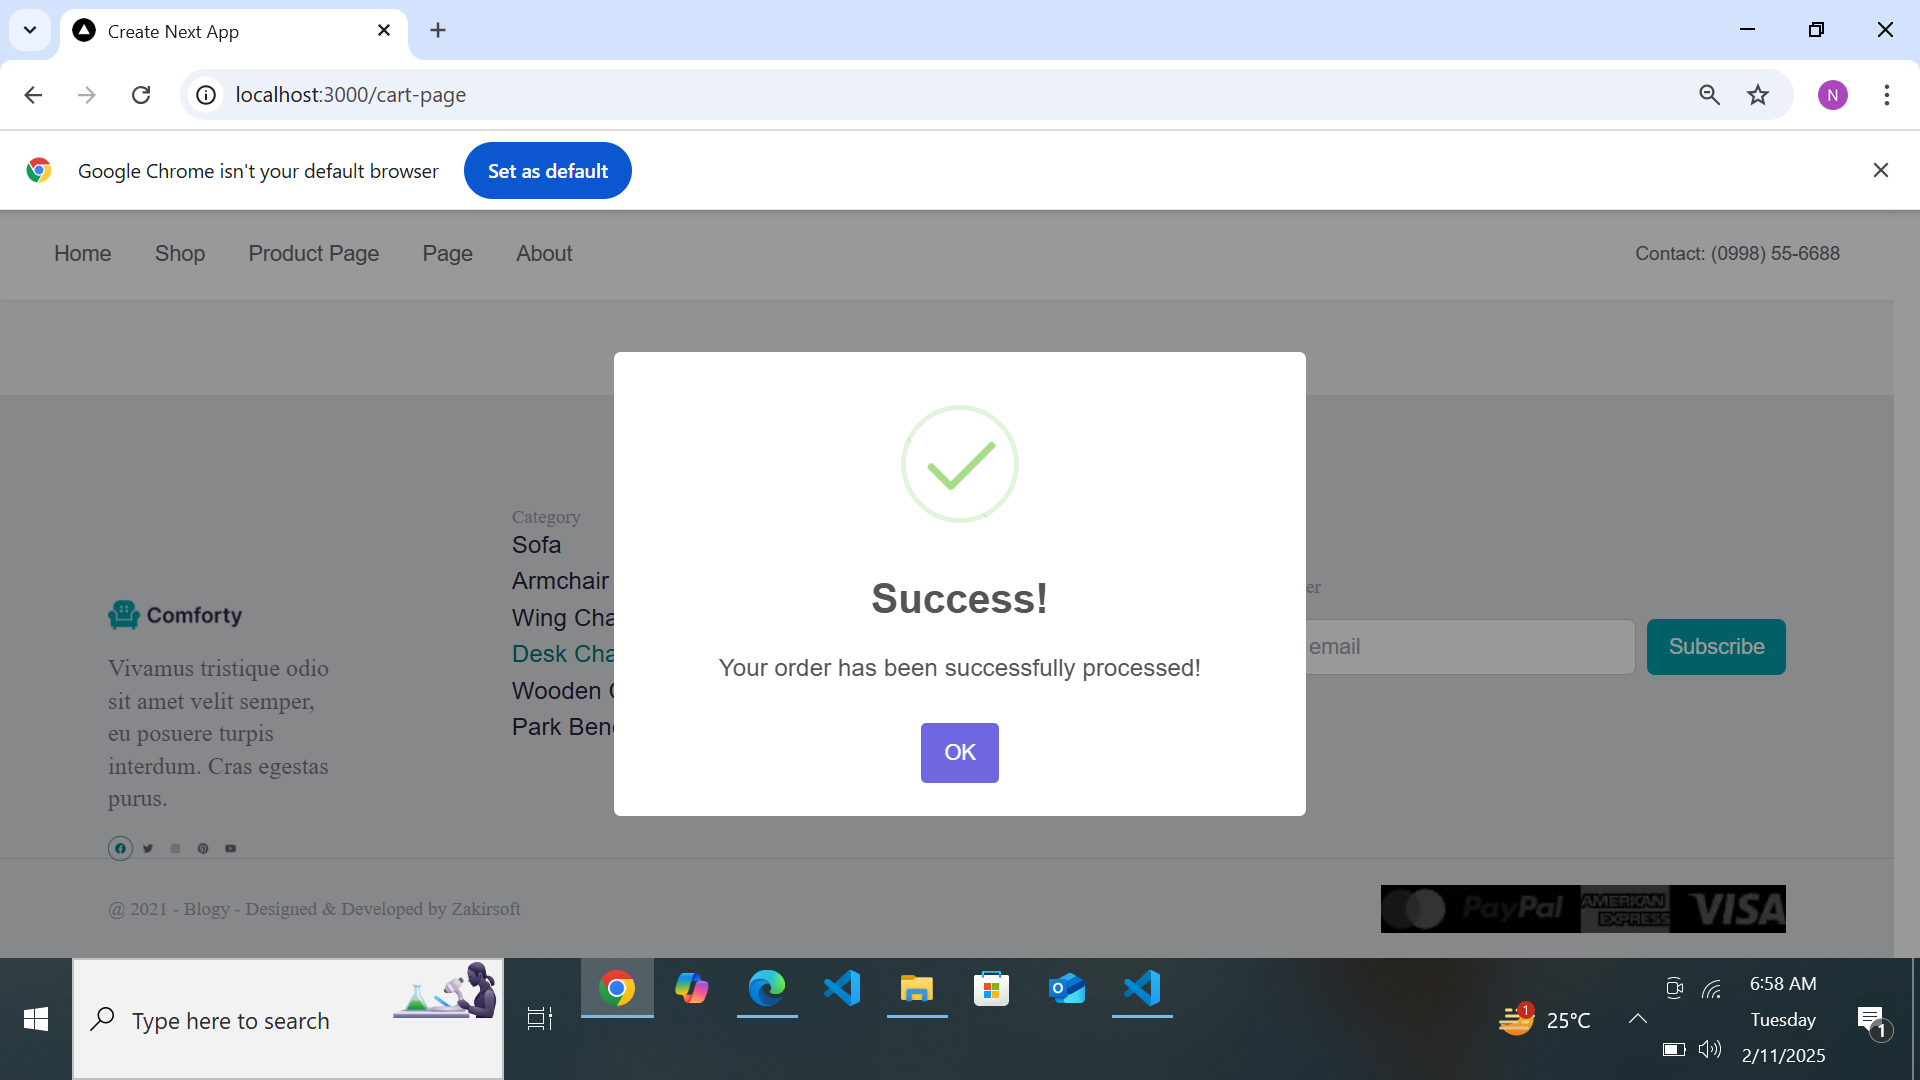 Create Next App
localhost:3000/cart-page
N
Google Chrome isn't your default browser
Set as default
Home Shop Product Page Page About
Contact: (0998) 55-6688
Success!
Your order has been successfully processed!
OK
Comforty
Vivamus tristique odio
sit amet velit semper,
eu posuere turpis
interdum. Cras egestas
purus.
Category
Sofa
Armchair
Wing Cha
Desk Cha
Wooden
Park Ben
er
email
Subscribe
@ 2021 - Blogy - Designed & Developed by Zakirsoft
PayPal
AMERICAN
EXPRESS
VISA
Type here to search
1
25°C
6:58 AM
Tuesday
2/11/2025
1